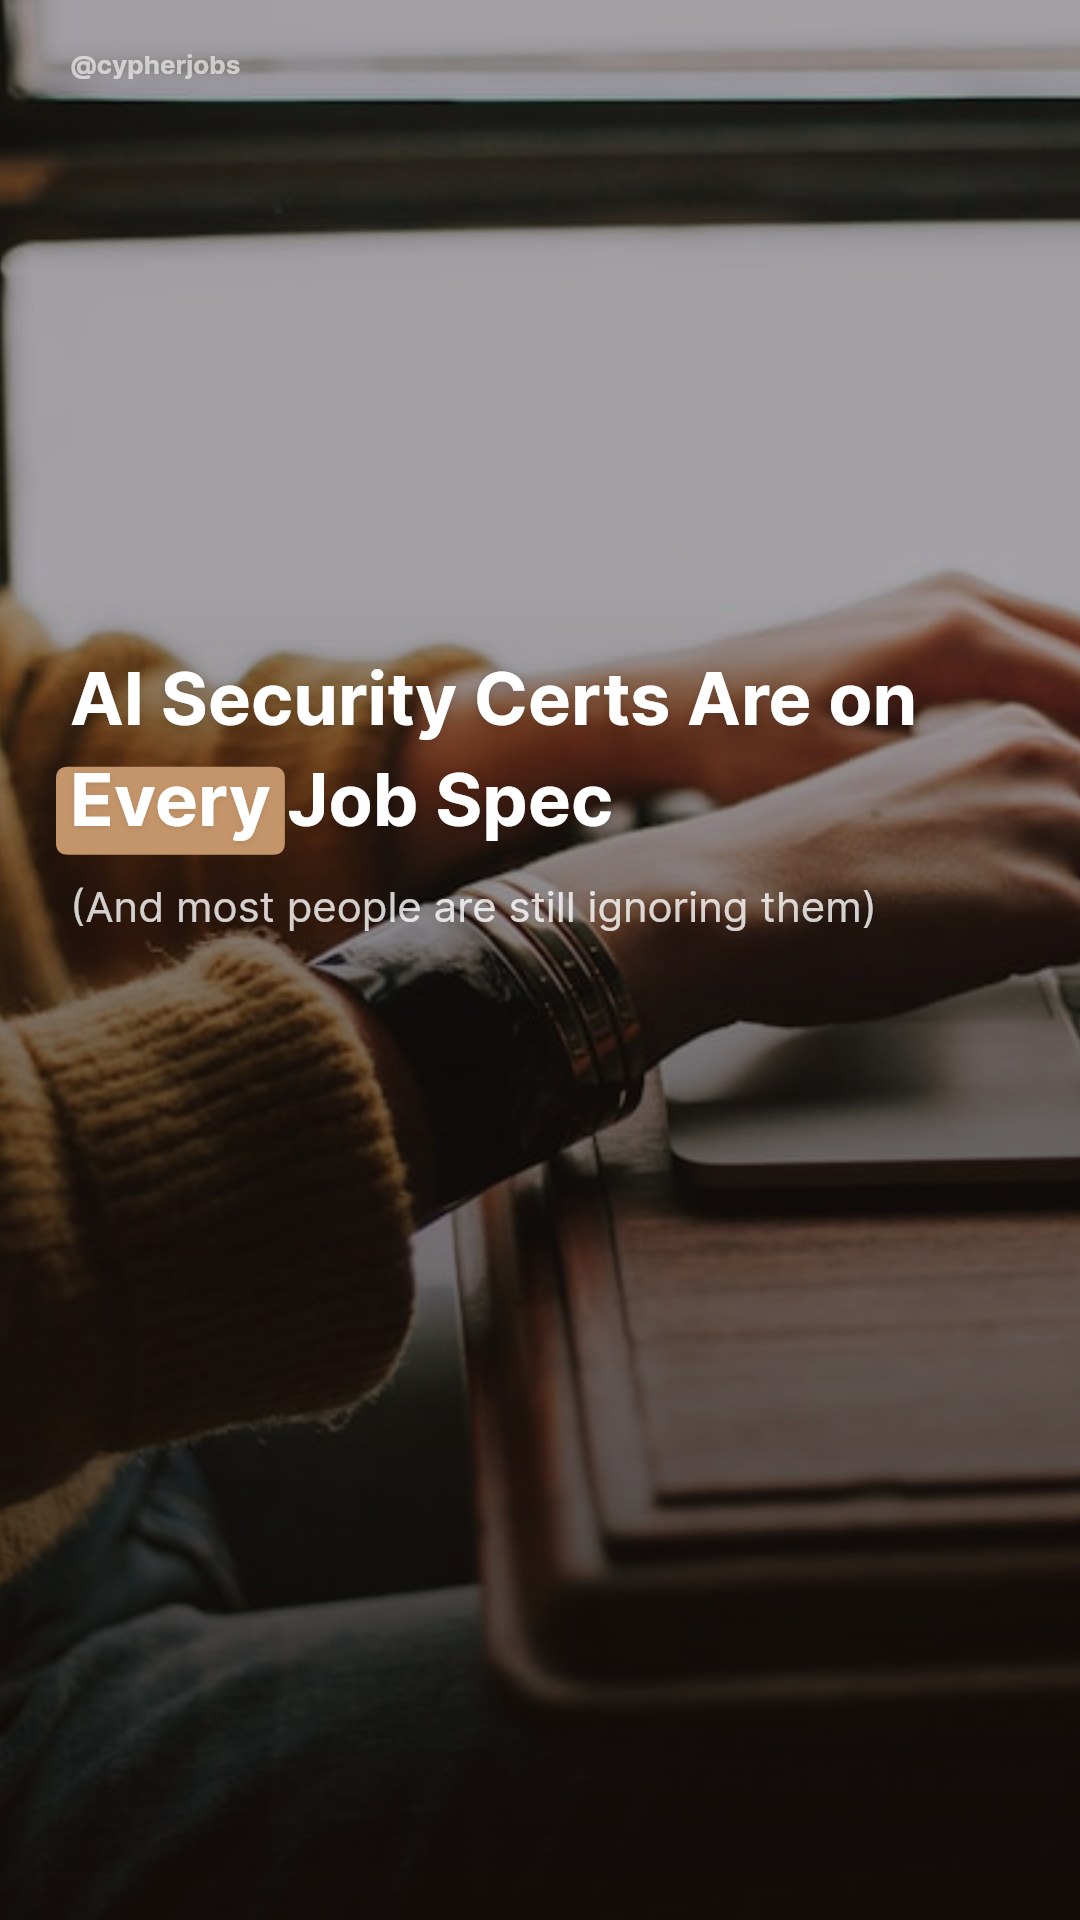 @cypherjobs
AI Security Certs Are on
Every Job Spec
(And most people are still ignoring them)